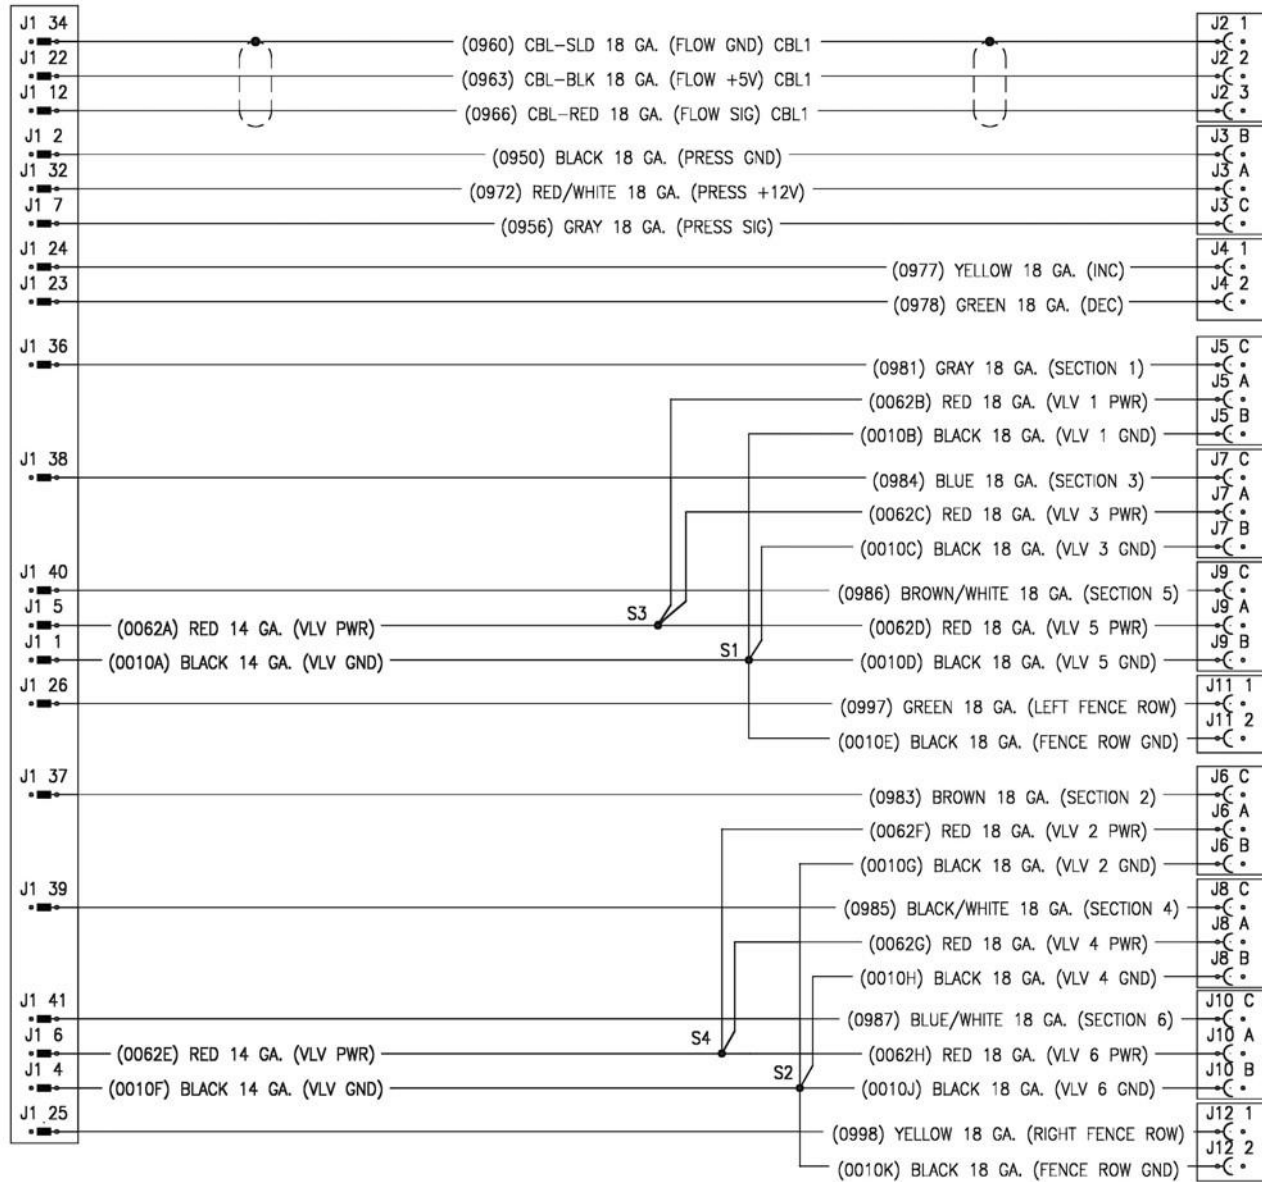 J1 34 J2 1
(0960) CBL-SLD 18 GA. (FLOW GND) CBL1
J1 22 J2 2
(0963) CBL-BLK 18 GA. (FLOW +5V) CBL1
J1 12 J2 3
(0966) CBL-RED 18 GA. (FLOW SIG) CBL1
J1 2 J3 B
(0950) BLACK 18 GA. (PRESS GND)
J1 32 J3 A
(0972) RED/WHITE 18 GA. (PRESS +12V)
J1 7 J3 C
(0956) GRAY 18 GA. (PRESS SIG)
J1 24 J4 1
(0977) YELLOW 18 GA. (INC)
J1 23 J4 2
(0978) GREEN 18 GA. (DEC)
J1 36 J5 C
(0981) GRAY 18 GA. (SECTION 1)
J5 A
(0062B) RED 18 GA. (VLV 1 PWR)
J5 B
(0010B) BLACK 18 GA. (VLV 1 GND)
J1 38 J7 C
(0984) BLUE 18 GA. (SECTION 3)
J7 A
(0062C) RED 18 GA. (VLV 3 PWR)
J7 B
(0010C) BLACK 18 GA. (VLV 3 GND)
J1 40 J9 C
(0986) BROWN/WHITE 18 GA. (SECTION 5)
J1 5 S3 J9 A
(0062A) RED 14 GA. (VLV PWR) (0062D) RED 18 GA. (VLV 5 PWR)
J1 1 S1 J9 B
(0010A) BLACK 14 GA. (VLV GND) (0010D) BLACK 18 GA. (VLV 5 GND)
J1 26 J11 1
(0997) GREEN 18 GA. (LEFT FENCE ROW)
J11 2
(0010E) BLACK 18 GA. (FENCE ROW GND)
J1 37 J6 C
(0983) BROWN 18 GA. (SECTION 2)
J6 A
(0062F) RED 18 GA. (VLV 2 PWR)
J6 B
(0010G) BLACK 18 GA. (VLV 2 GND)
J1 39 J8 C
(0985) BLACK/WHITE 18 GA. (SECTION 4)
J8 A
(0062G) RED 18 GA. (VLV 4 PWR)
J8 B
(0010H) BLACK 18 GA. (VLV 4 GND)
J1 41 J10 C
(0987) BLUE/WHITE 18 GA. (SECTION 6)
J1 6 S4 J10 A
(0062E) RED 14 GA. (VLV PWR) (0062H) RED 18 GA. (VLV 6 PWR)
J1 4 S2 J10 B
(0010F) BLACK 14 GA. (VLV GND) (0010J) BLACK 18 GA. (VLV 6 GND)
J1 25 J12 1
(0998) YELLOW 18 GA. (RIGHT FENCE ROW)
J12 2
(0010K) BLACK 18 GA. (FENCE ROW GND)